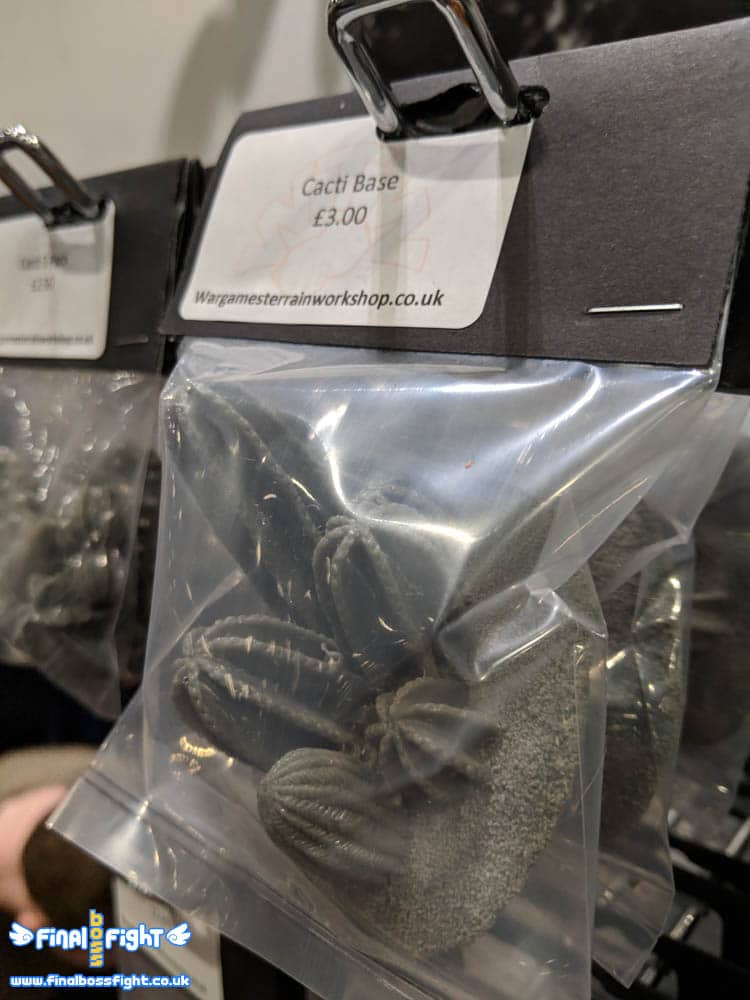 Cacti Base
£3.00
Wargamesterrainworkshop.co.uk
FINAL BOSS FIGHT
www.finalbossfight.co.uk